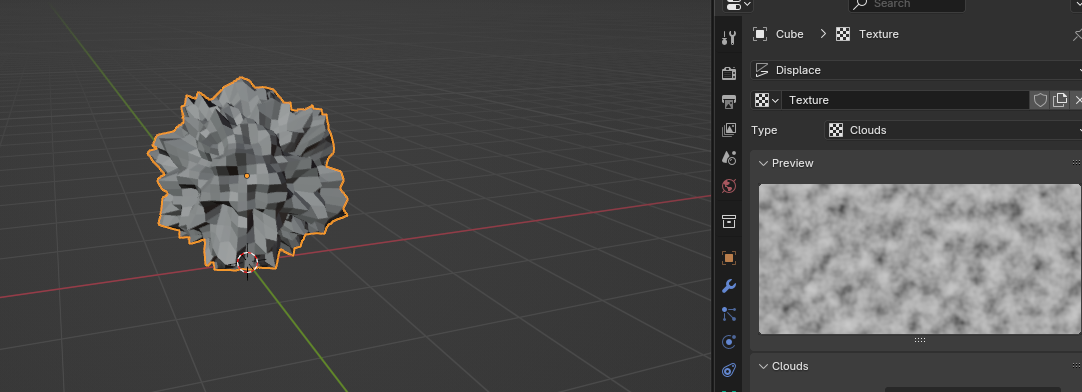 Search
Cube > Texture
Displace
Texture
Type Clouds
Preview
Clouds